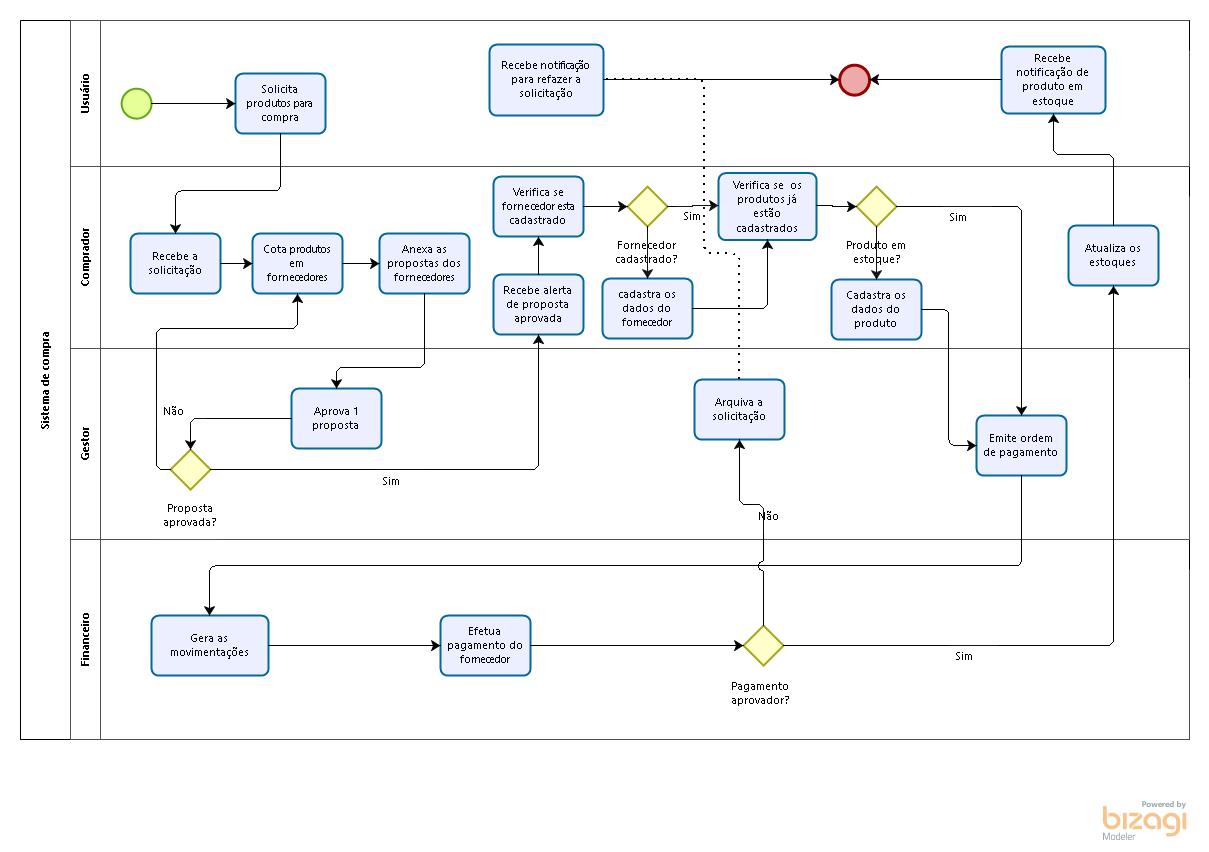 Sistema de compra
Usuário
Solicita
produtos para
compra
Recebe notificação
para refazer a
solicitação
Recebe
notificação de
produto em
estoque
Comprador
Recebe a
solicitação
Cota produtos
em
fornecedores
Anexa as
propostas dos
fornecedores
Verifica se
fornecedor esta
cadastrado
Recebe alerta
de proposta
aprovada
Sim
Fornecedor
cadastrado?
cadastra os
dados do
fornecedor
Verifica se os
produtos já
estão
cadastrados
Sim
Produto em
estoque?
Cadastra os
dados do
produto
Atualiza os
estoques
Gestor
Não
Aprova 1
proposta
Proposta
aprovada?
Sim
Arquiva a
solicitação
Não
Emite ordem
de pagamento
Financeiro
Gera as
movimentações
Efetua
pagamento do
fornecedor
Pagamento
aprovador?
Sim
Powered by
bizagi
Modeler